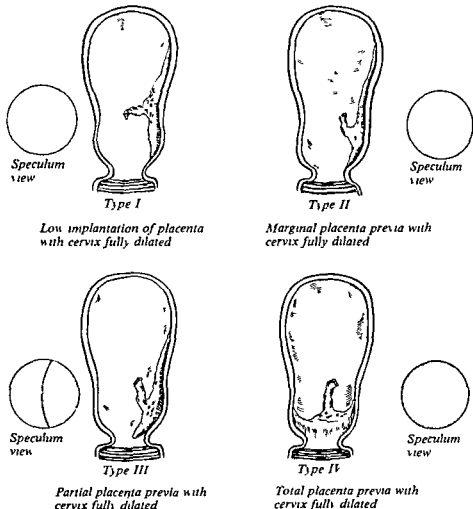 Speculum view
Type I
Low implantation of placenta
with cervix fully dilated
Speculum view
Type II
Marginal placenta previa with
cervix fully dilated
Speculum view
Type III
Partial placenta previa with
cervix fully dilated
Speculum view
Type IV
Total placenta previa with
cervix fully dilated